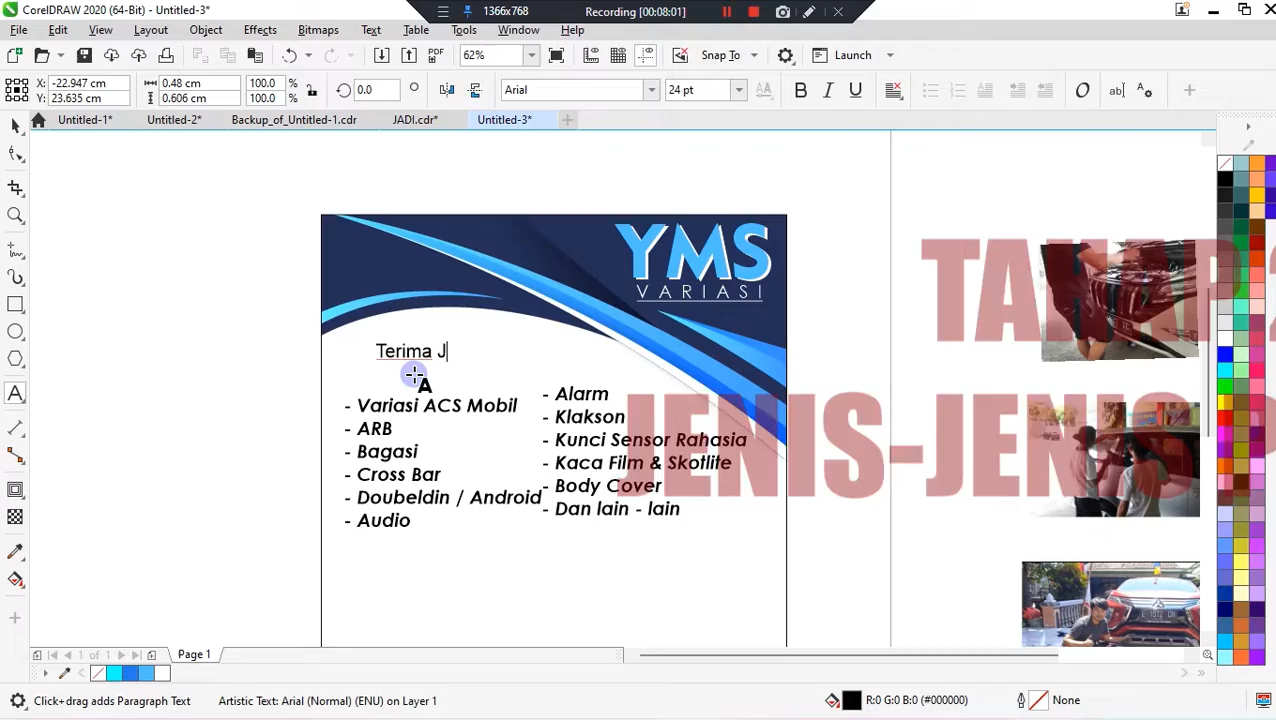 CorelDRAW 2020 (64-Bit) - Untitled-3*
1366x768
Recording [00:08:01]
File Edit View Layout Object Effects Bitmaps Text Table Tools Window Help
PDF
62%
Snap To
Launch
X: -22.947 cm
Y: 23.635 cm
0.48 cm
0.606 cm
100.0 %
100.0 %
0.0
Arial
24 pt
Untitled-1*
Untitled-2*
Backup_of_Untitled-1.cdr
JADI.cdr*
Untitled-3*
YMS
VARIASI
Terima J
- Variasi ACS Mobil
- ARB
- Bagasi
- Cross Bar
- Doubeldin / Android
- Audio
- Alarm
- Klakson
- Kunci Sensor Rahasia
- Kaca Film & Skotlite
- Body Cover
- Dan lain - lain
JENIS-JENIS
1 of 1
Page 1
Click+drag adds Paragraph Text
Artistic Text: Arial (Normal) (ENU) on Layer 1
R:0 G:0 B:0 (#000000)
None